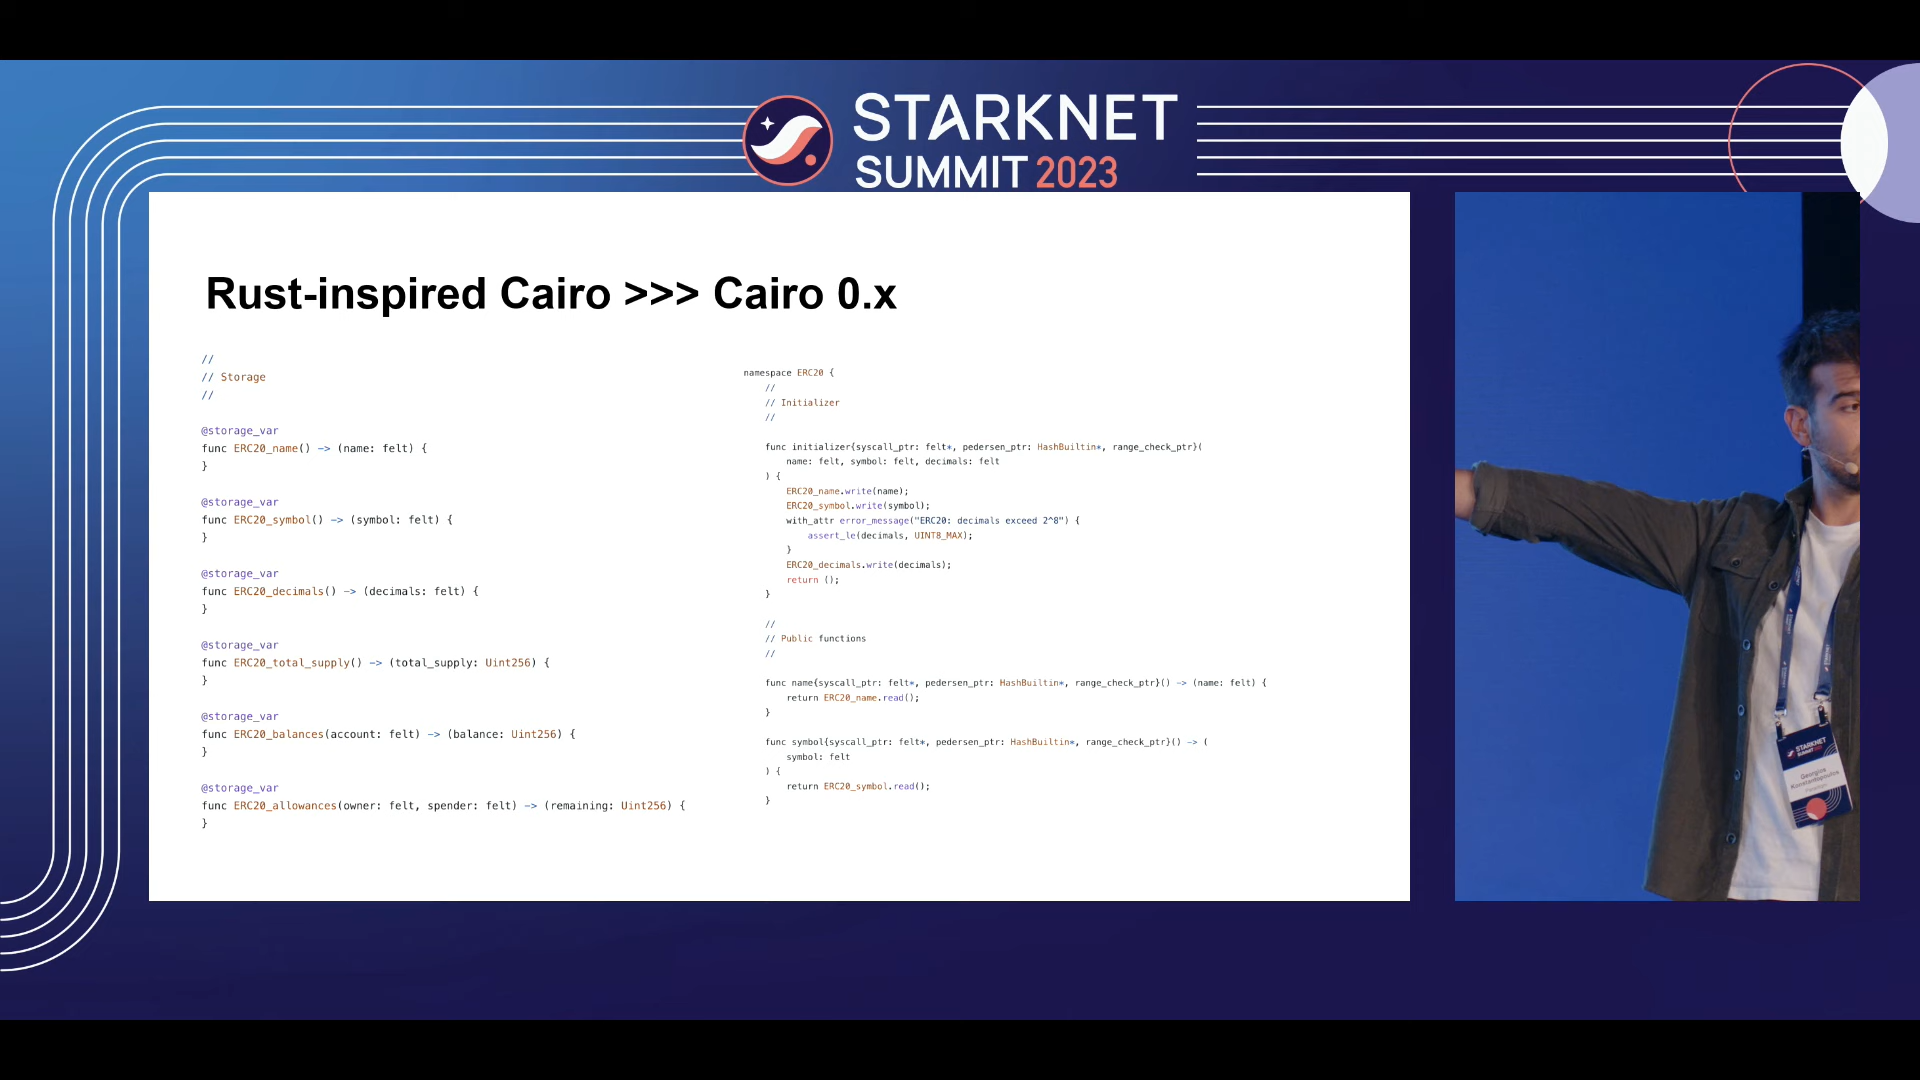 STARKNET
SUMMIT 2023
Rust-inspired Cairo >>> Cairo 0.x
//
// Storage
//
@storage_var
func ERC20_name() -> (name: felt) {
}
@storage_var
func ERC20_symbol() -> (symbol: felt) {
}
@storage_var
func ERC20_decimals() -> (decimals: felt) {
}
@storage_var
func ERC20_total_supply() -> (total_supply: Uint256) {
}
@storage_var
func ERC20_balances(account: felt) -> (balance: Uint256) {
}
@storage_var
func ERC20_allowances(owner: felt, spender: felt) -> (remaining: Uint256) {
}
namespace ERC20 {
//
// Initializer
//
func initializer{syscall_ptr: felt*, pedersen_ptr: HashBuiltin*, range_check_ptr}(
name: felt, symbol: felt, decimals: felt
) {
ERC20_name.write(name);
ERC20_symbol.write(symbol);
with_attr error_message("ERC20: decimals exceed 2^8") {
assert_le(decimals, UINT8_MAX);
}
ERC20_decimals.write(decimals);
return ();
}
//
// Public functions
//
func name{syscall_ptr: felt*, pedersen_ptr: HashBuiltin*, range_check_ptr}() -> (name: felt) {
return ERC20_name.read();
}
func symbol{syscall_ptr: felt*, pedersen_ptr: HashBuiltin*, range_check_ptr}() -> (
symbol: felt
) {
return ERC20_symbol.read();
}
STARKNET
Georgios
Konstantopoulos